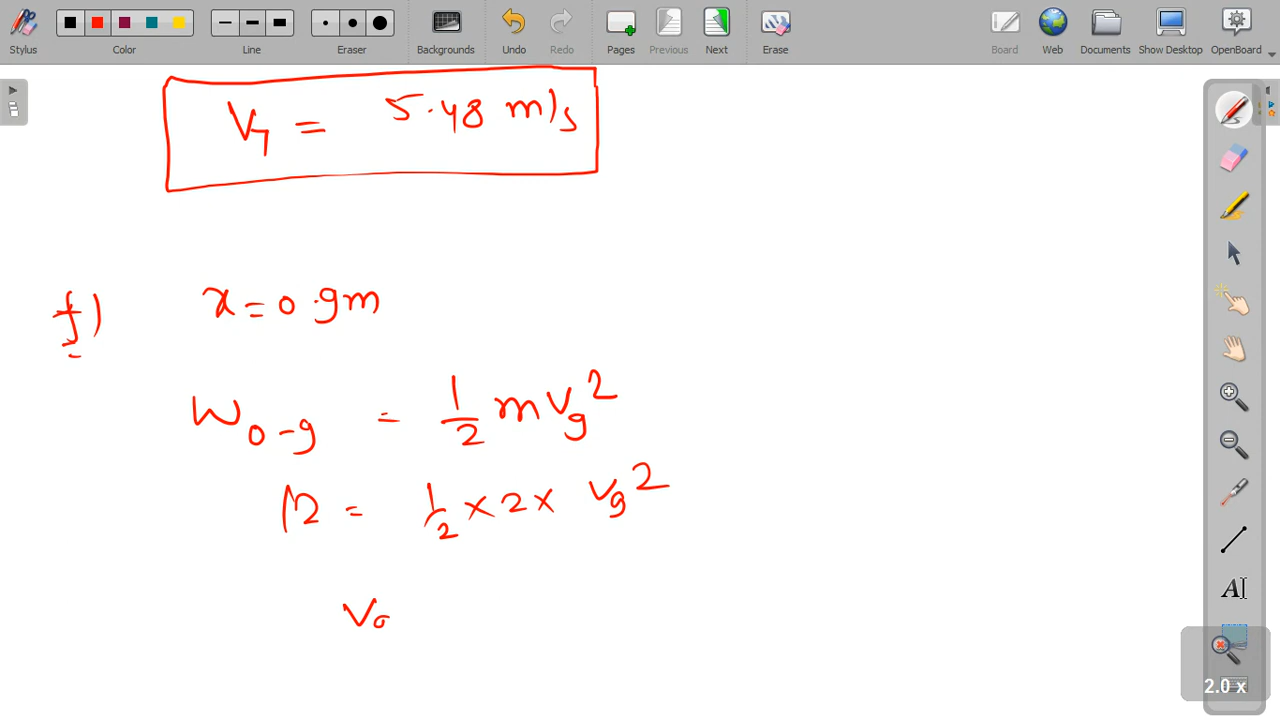 Stylus Color Line Eraser Backgrounds Undo Redo Pages Previous Next Erase Board Web Documents Show Desktop OpenBoard
V7 = 5.48 m/s
f) x = 0.9m
W0-9 = 1/2 m v9^2
12 = 1/2 × 2 × v9^2
V9
2.0 x